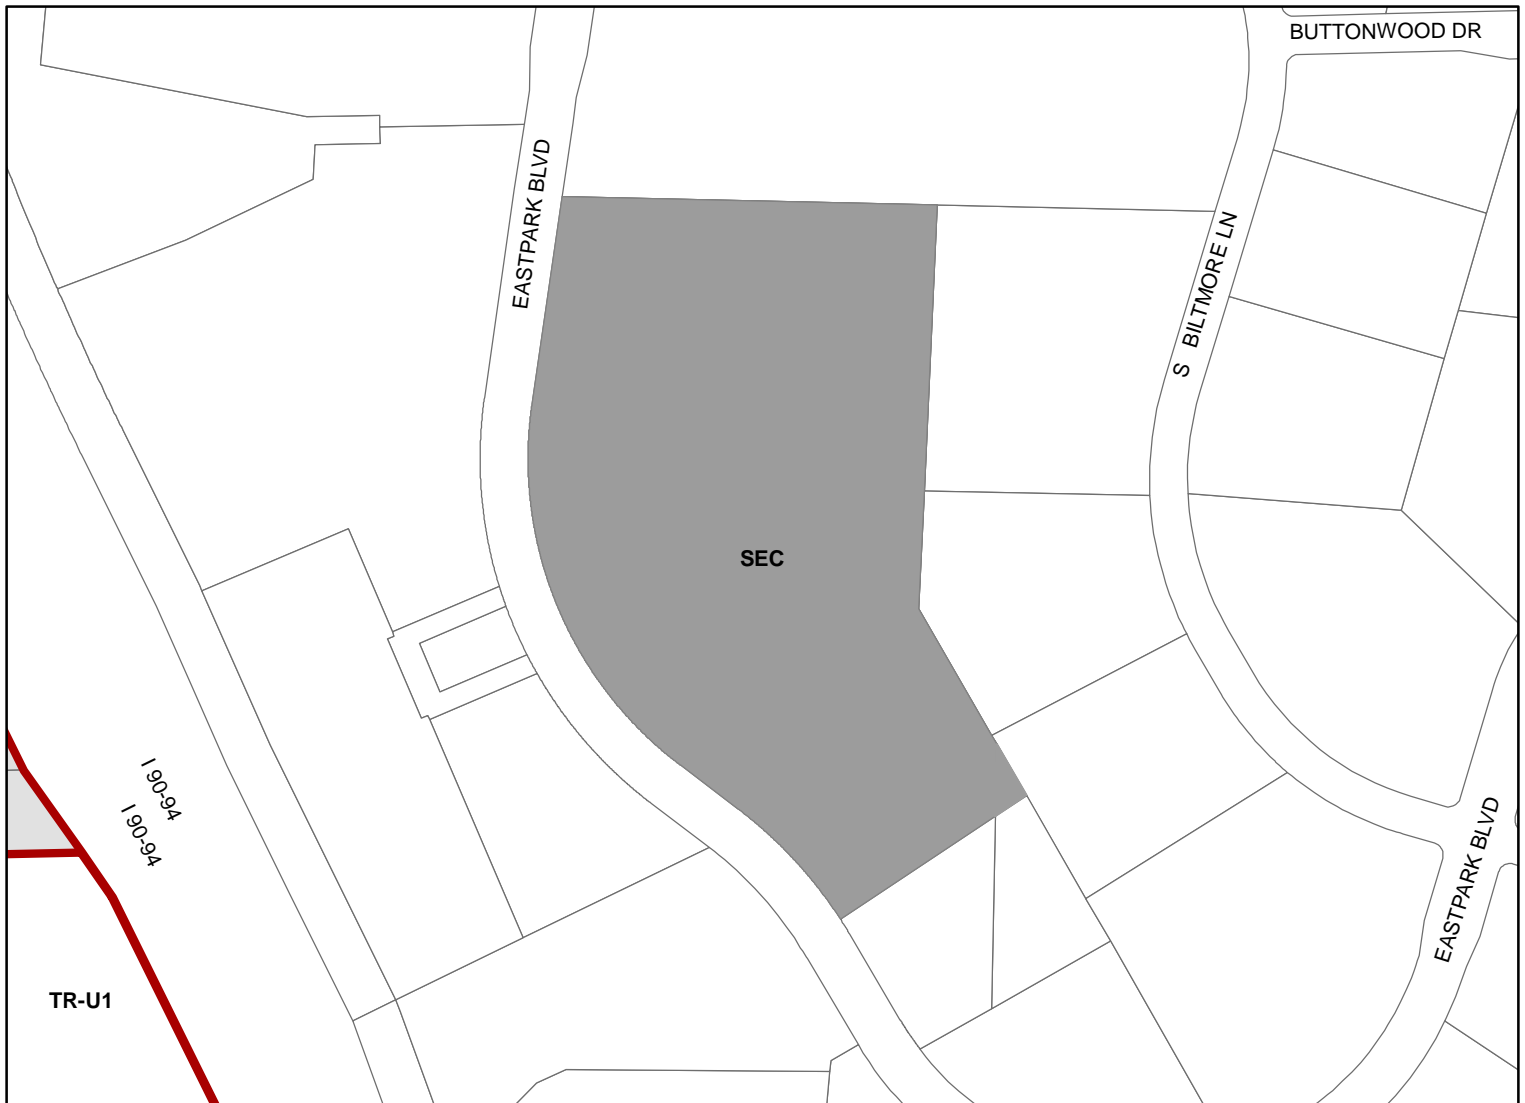 BUTTONWOOD DR
EASTPARK BLVD
S BILTMORE LN
SEC
I 90-94
I 90-94
EASTPARK BLVD
TR-U1